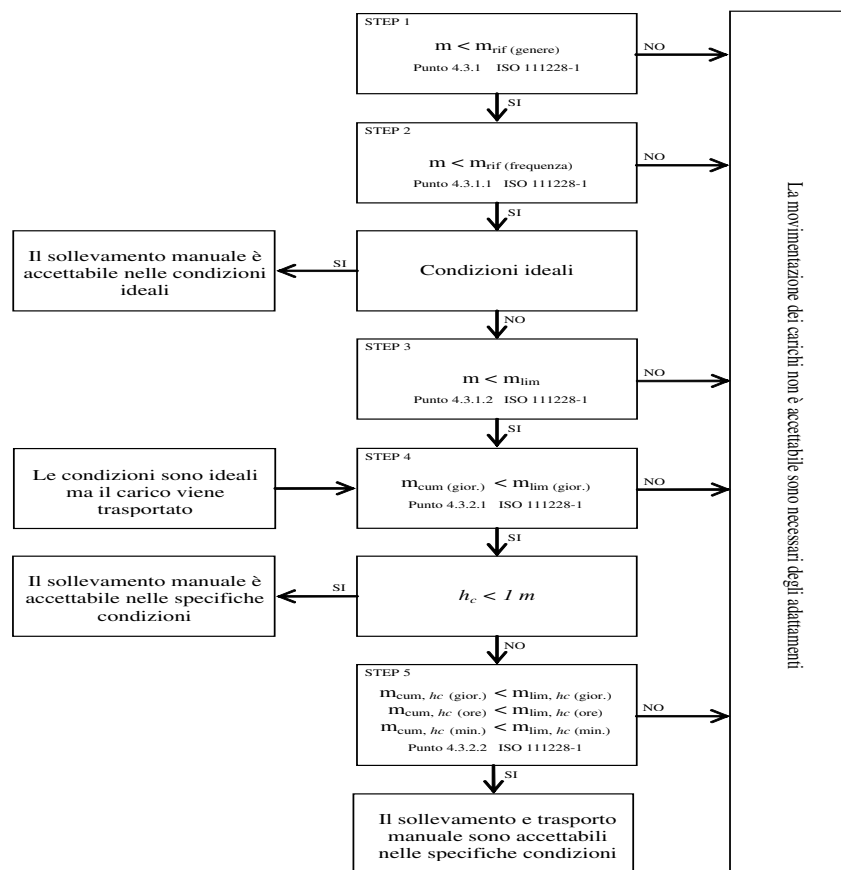 STEP 1
m < mrif (genere)
Punto 4.3.1 ISO 111228-1
NO
SI
STEP 2
m < mrif (frequenza)
Punto 4.3.1.1 ISO 111228-1
NO
SI
Il sollevamento manuale è
accettabile nelle condizioni
ideali
SI
Condizioni ideali
NO
STEP 3
m < mlim
Punto 4.3.1.2 ISO 111228-1
NO
SI
Le condizioni sono ideali
ma il carico viene
trasportato
STEP 4
mcum (gior.) < mlim (gior.)
Punto 4.3.2.1 ISO 111228-1
NO
SI
Il sollevamento manuale è
accettabile nelle specifiche
condizioni
SI
hc < 1 m
NO
STEP 5
mcum, hc (gior.) < mlim, hc (gior.)
mcum, hc (ore) < mlim, hc (ore)
mcum, hc (min.) < mlim, hc (min.)
Punto 4.3.2.2 ISO 111228-1
NO
SI
Il sollevamento e trasporto
manuale sono accettabili
nelle specifiche condizioni
La movimentazione dei carichi non è accettabile sono necessari degli adattamenti